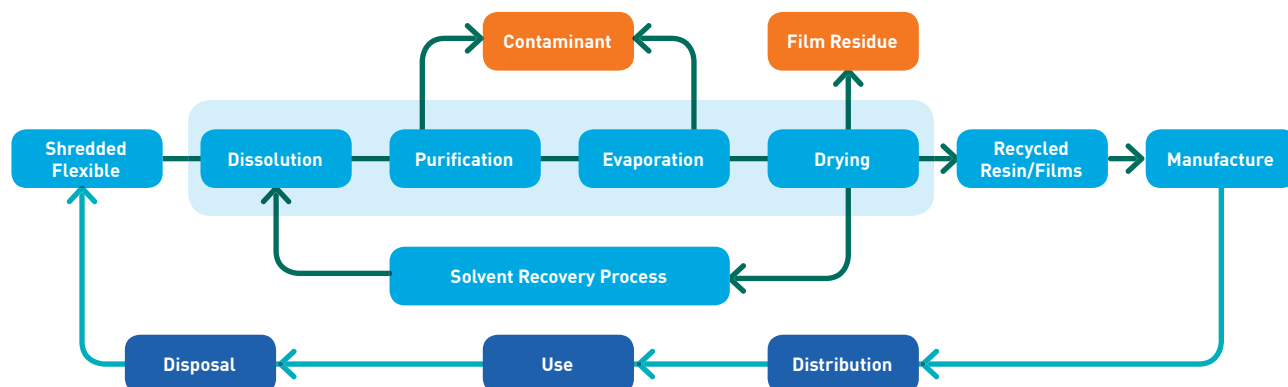 Contaminant
Film Residue
Shredded
Flexible
Dissolution
Purification
Evaporation
Drying
Recycled
Resin/Films
Manufacture
Solvent Recovery Process
Disposal
Use
Distribution